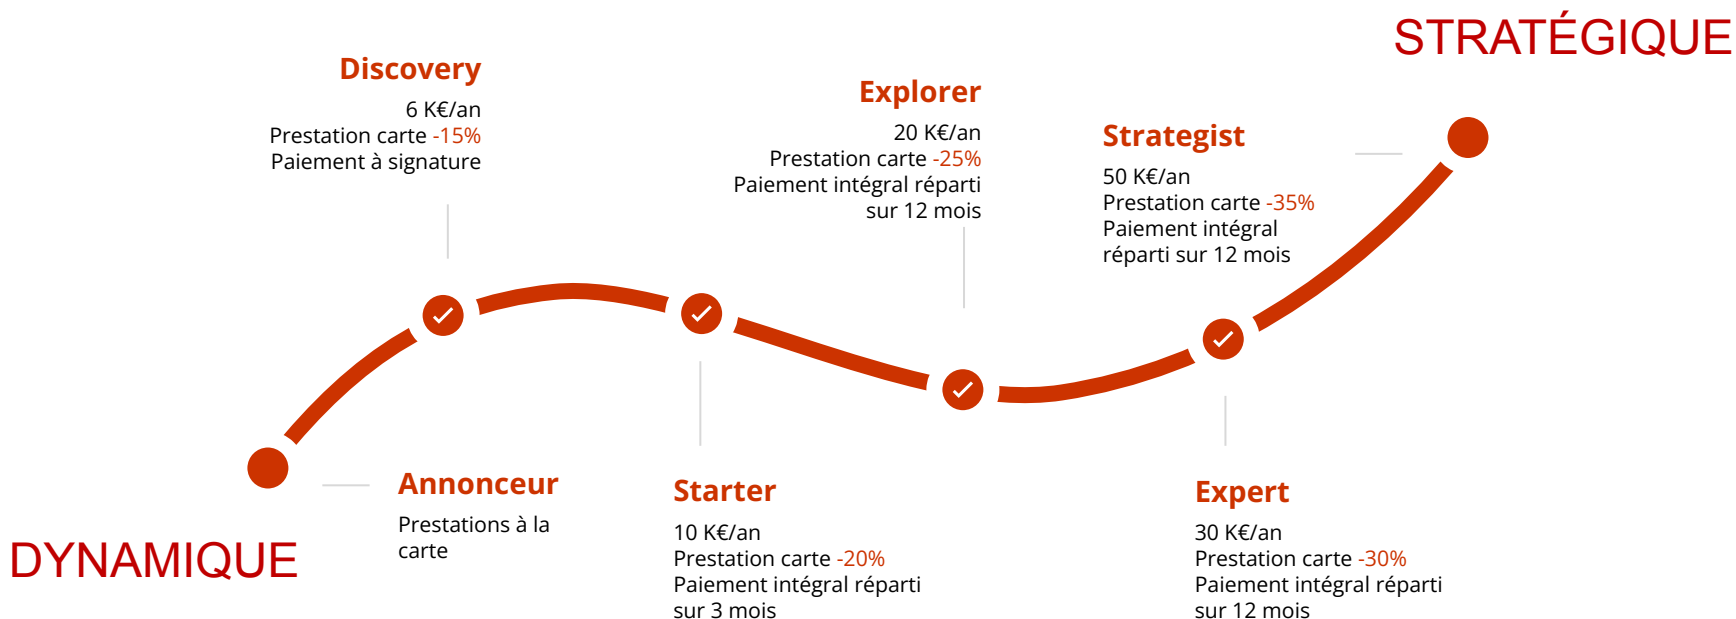 STRATÉGIQUE
Discovery
6 K€/an
Prestation carte -15%
Paiement à signature
Explorer
20 K€/an
Prestation carte -25%
Paiement intégral réparti
sur 12 mois
Strategist
50 K€/an
Prestation carte -35%
Paiement intégral
réparti sur 12 mois
DYNAMIQUE
Annonceur
Prestations à la
carte
Starter
10 K€/an
Prestation carte -20%
Paiement intégral réparti
sur 3 mois
Expert
30 K€/an
Prestation carte -30%
Paiement intégral réparti
sur 12 mois